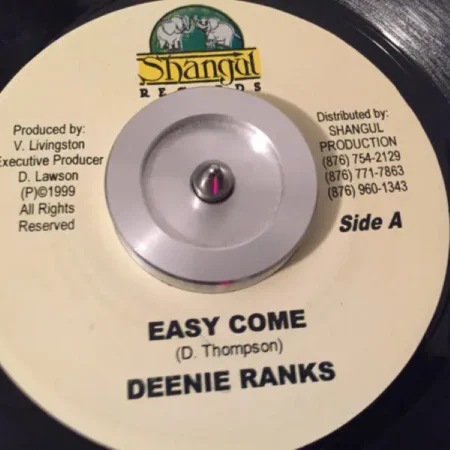 Shangul
RECORDS
Produced by:
V. Livingston
Executive Producer
D. Lawson
(P)©1999
All Rights
Reserved
Distributed by:
SHANGUL
PRODUCTION
(876) 754-2129
(876) 771-7863
(876) 960-1343
Side A
EASY COME
(D. Thompson)
DEENIE RANKS